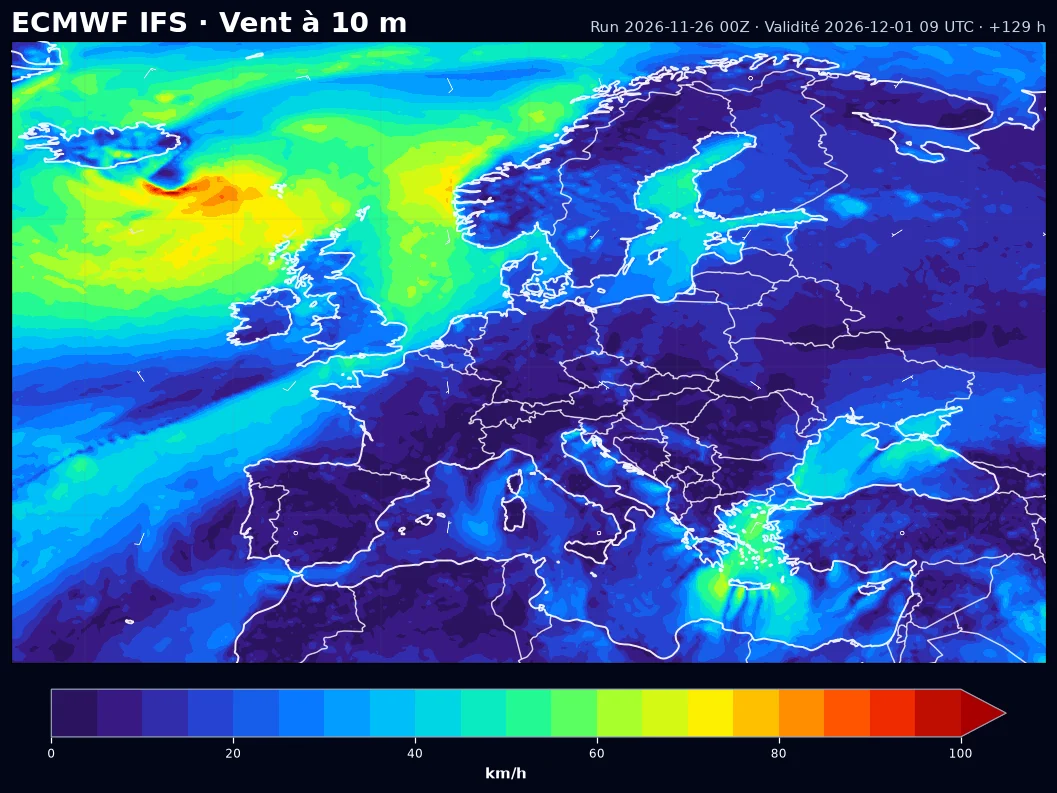 ECMWF IFS · Vent à 10 m
Run 2026-11-26 00Z · Validité 2026-12-01 09 UTC · +129 h
0 20 40 60 80 100
km/h